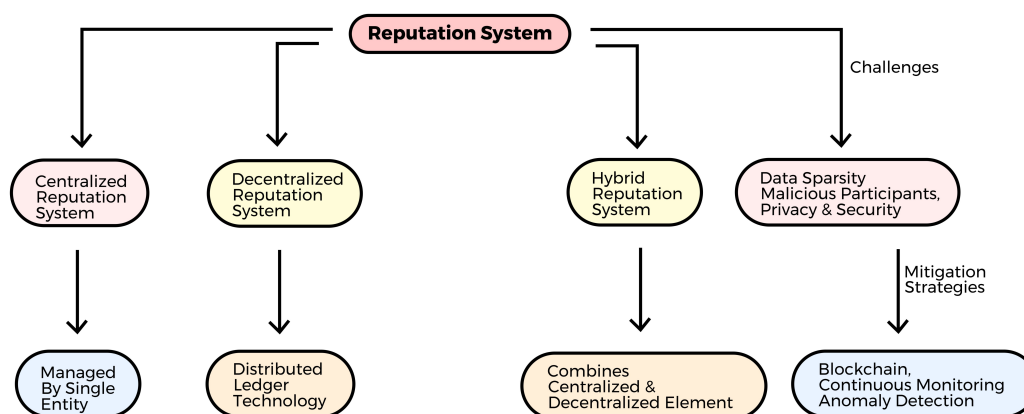 Reputation System
Challenges
Centralized
Reputation
System
Decentralized
Reputation
System
Hybrid
Reputation
System
Data Sparsity
Malicious Participants,
Privacy & Security
Mitigation
Strategies
Managed
By Single
Entity
Distributed
Ledger
Technology
Combines
Centralized &
Decentralized Element
Blockchain,
Continuous Monitoring
Anomaly Detection